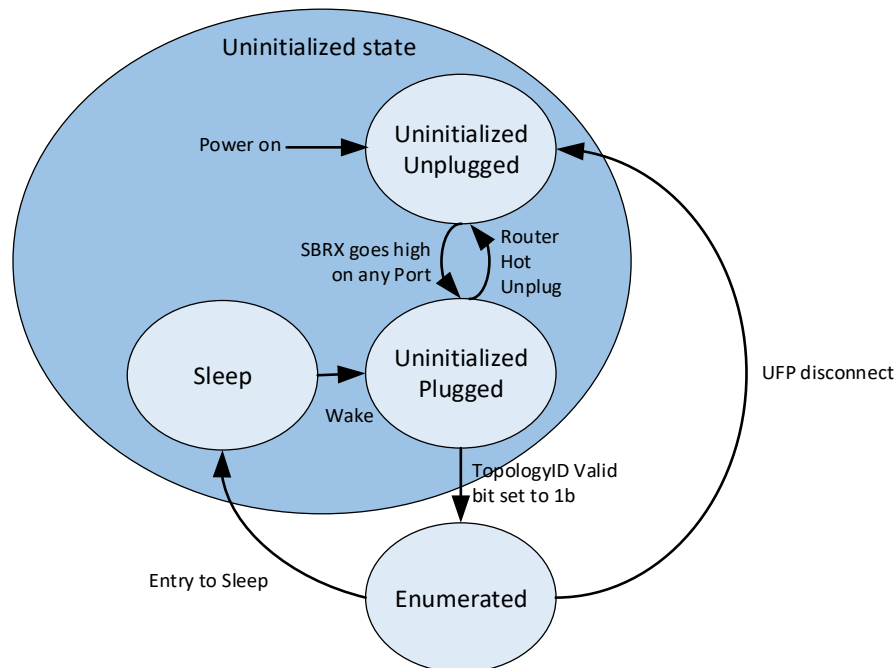 Uninitialized state
Uninitialized
Unplugged
Power on
SBRX goes high
on any Port
Router
Hot
Unplug
Sleep
Wake
Uninitialized
Plugged
UFP disconnect
TopologyID Valid
bit set to 1b
Entry to Sleep
Enumerated